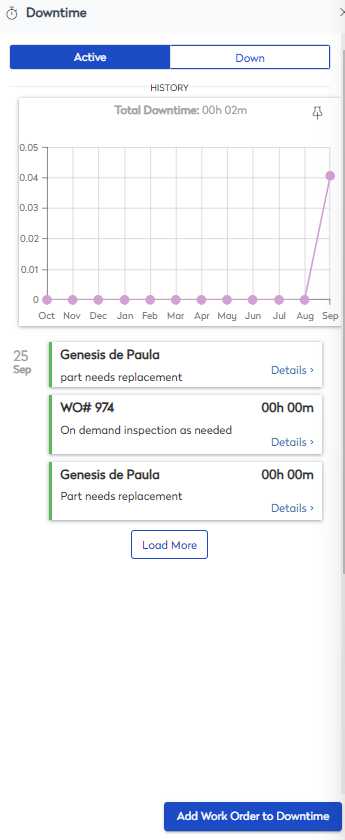 Downtime
Active
Down
HISTORY
Total Downtime: 00h 02m
0.05
0.04
0.03
0.02
0.01
0
Oct Nov Dec Jan Feb Mar Apr May Jun Jul Aug Sep
25
Sep
Genesis de Paula
part needs replacement
Details ›
WO# 974 00h 00m
On demand inspection as needed
Details ›
Genesis de Paula 00h 00m
Part needs replacement
Details ›
Load More
Add Work Order to Downtime